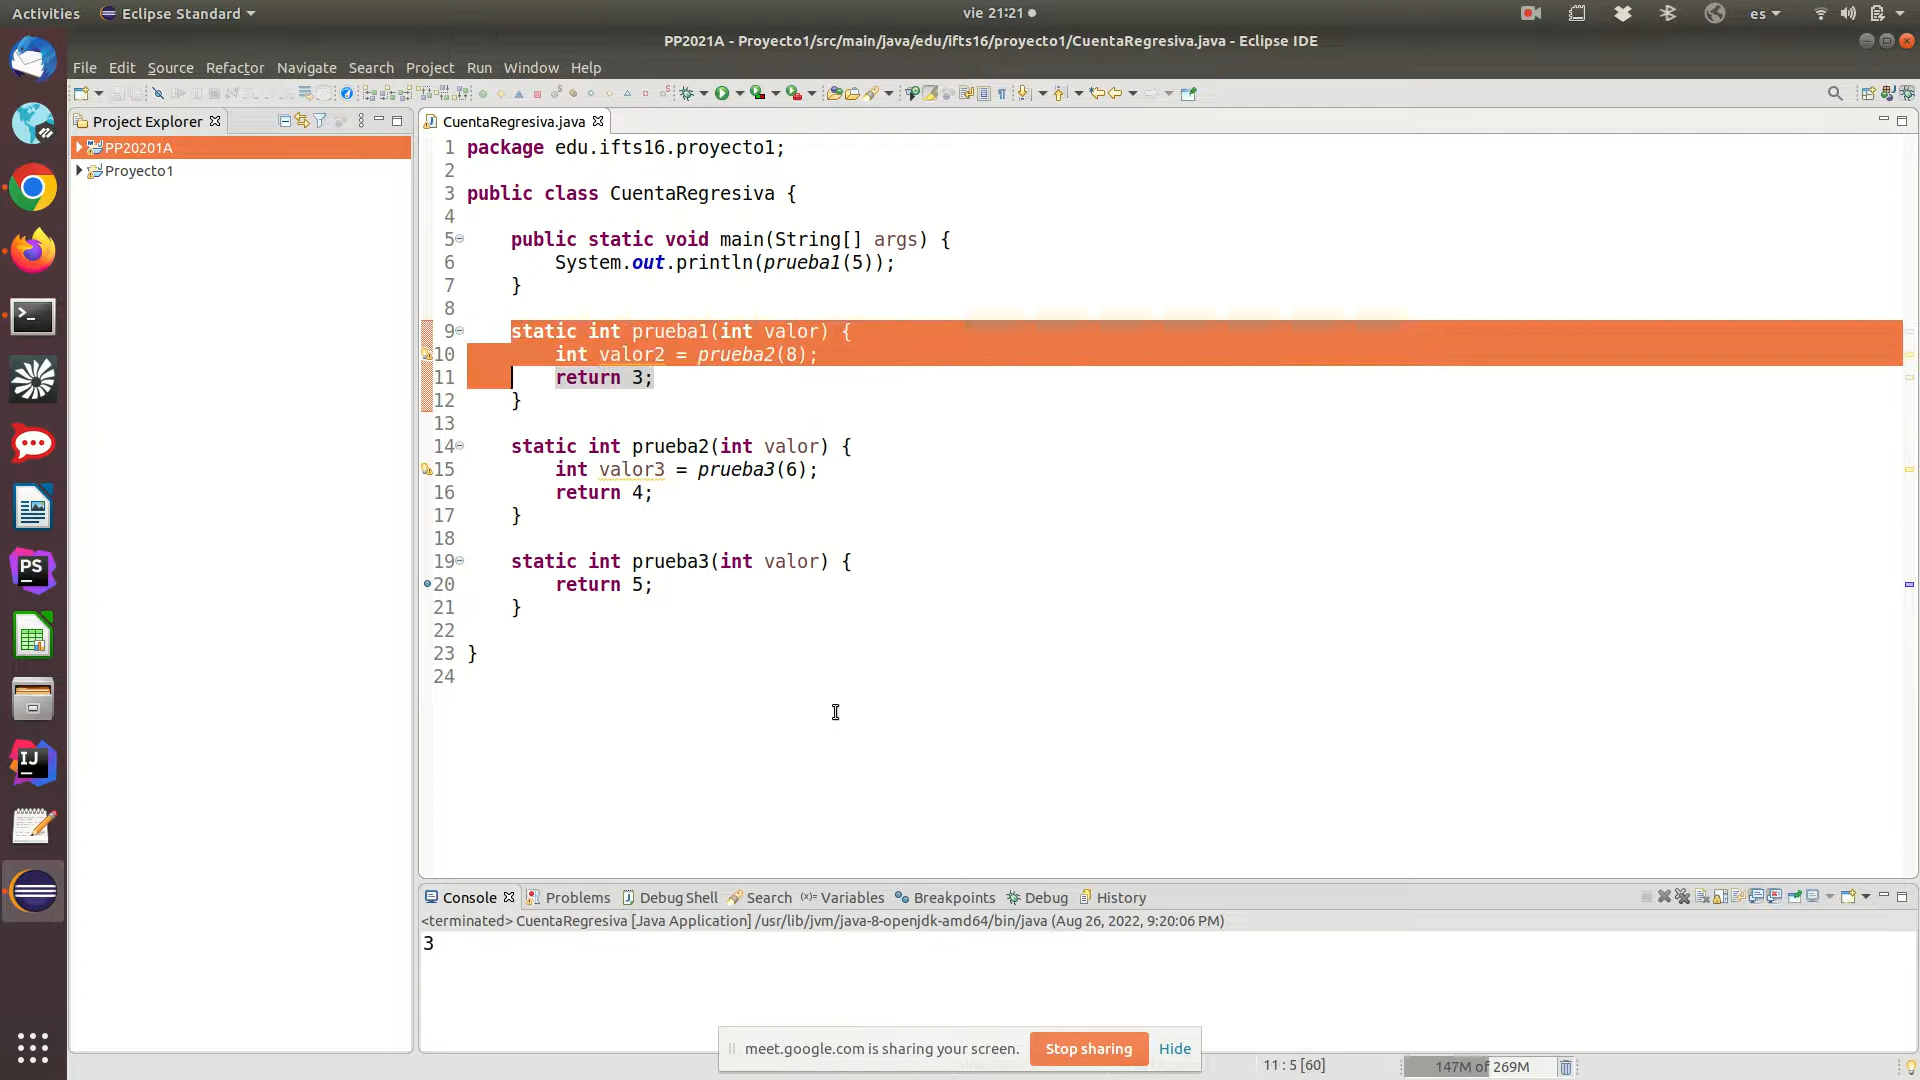 Activities Eclipse Standard vie 21:21 es
PP2021A - Proyecto1/src/main/java/edu/ifts16/proyecto1/CuentaRegresiva.java - Eclipse IDE
File Edit Source Refactor Navigate Search Project Run Window Help
Project Explorer CuentaRegresiva.java
PP20201A
Proyecto1
1 package edu.ifts16.proyecto1;
2
3 public class CuentaRegresiva {
4
5 public static void main(String[] args) {
6 System.out.println(prueba1(5));
7 }
8
9 static int prueba1(int valor) {
10 int valor2 = prueba2(8);
11 return 3;
12 }
13
14 static int prueba2(int valor) {
15 int valor3 = prueba3(6);
16 return 4;
17 }
18
19 static int prueba3(int valor) {
20 return 5;
21 }
22
23 }
24
PS
IJ
Console Problems Debug Shell Search Variables Breakpoints Debug History
<terminated> CuentaRegresiva [Java Application] /usr/lib/jvm/java-8-openjdk-amd64/bin/java (Aug 26, 2022, 9:20:06 PM)
3
meet.google.com is sharing your screen. Stop sharing Hide
11 : 5 [60] 147M of 269M